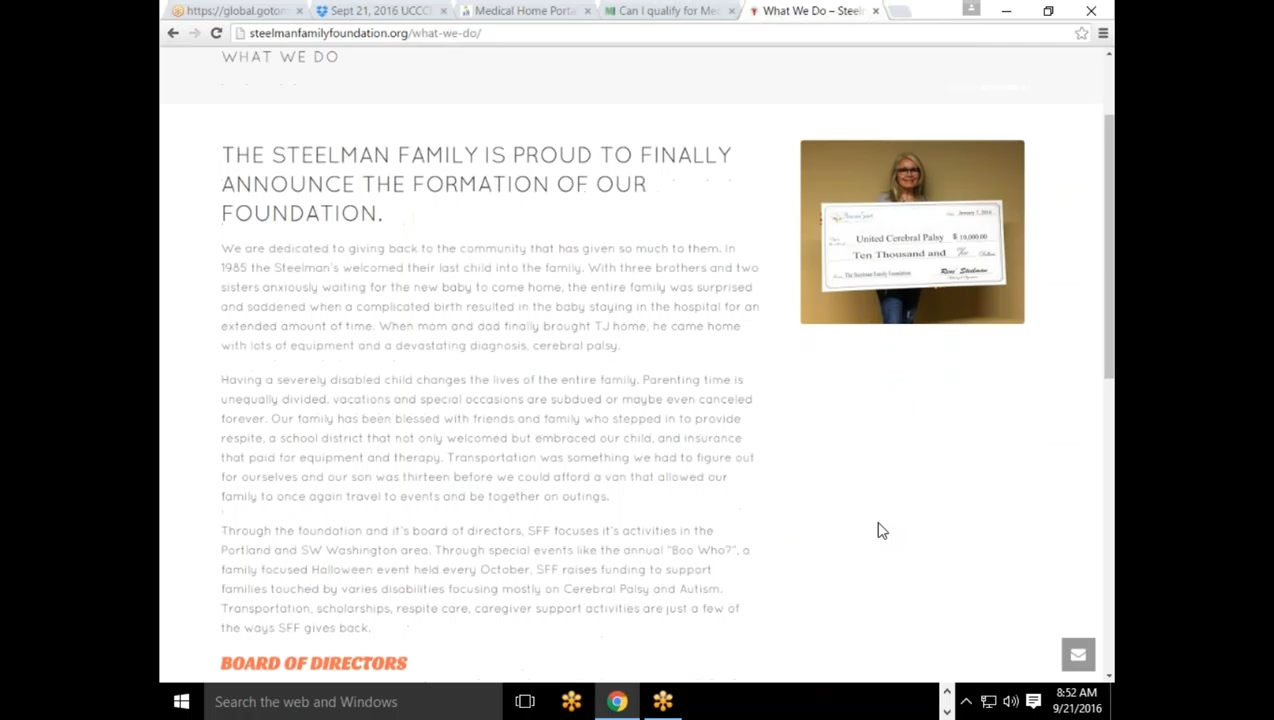 https://global.gotom
Sept 21, 2016 UCCC
Medical Home Porta
Can I qualify for Me
What We Do – Steel
steelmanfamilyfoundation.org/what-we-do/
WHAT WE DO
THE STEELMAN FAMILY IS PROUD TO FINALLY
ANNOUNCE THE FORMATION OF OUR
FOUNDATION.
We are dedicated to giving back to the community that has given so much to them. In
1985 the Steelman's welcomed their last child into the family. With three brothers and two
sisters anxiously waiting for the new baby to come home, the entire family was surprised
and saddened when a complicated birth resulted in the baby staying in the hospital for an
extended amount of time. When mom and dad finally brought TJ home, he came home
with lots of equipment and a devastating diagnosis, cerebral palsy.
January 7, 2016
United Cerebral Palsy $ 10,000.00
Ten Thousand and
The Steelman Family Foundation
Having a severely disabled child changes the lives of the entire family. Parenting time is
unequally divided, vacations and special occasions are subdued or maybe even canceled
forever. Our family has been blessed with friends and family who stepped in to provide
respite, a school district that not only welcomed but embraced our child, and insurance
that paid for equipment and therapy. Transportation was something we had to figure out
for ourselves and our son was thirteen before we could afford a van that allowed our
family to once again travel to events and be together on outings.
Through the foundation and it's board of directors, SFF focuses it's activities in the
Portland and SW Washington area. Through special events like the annual "Boo Who?", a
family focused Halloween event held every October, SFF raises funding to support
families touched by varies disabilities focusing mostly on Cerebral Palsy and Autism.
Transportation, scholarships, respite care, caregiver support activities are just a few of
the ways SFF gives back.
BOARD OF DIRECTORS
Search the web and Windows
8:52 AM
9/21/2016